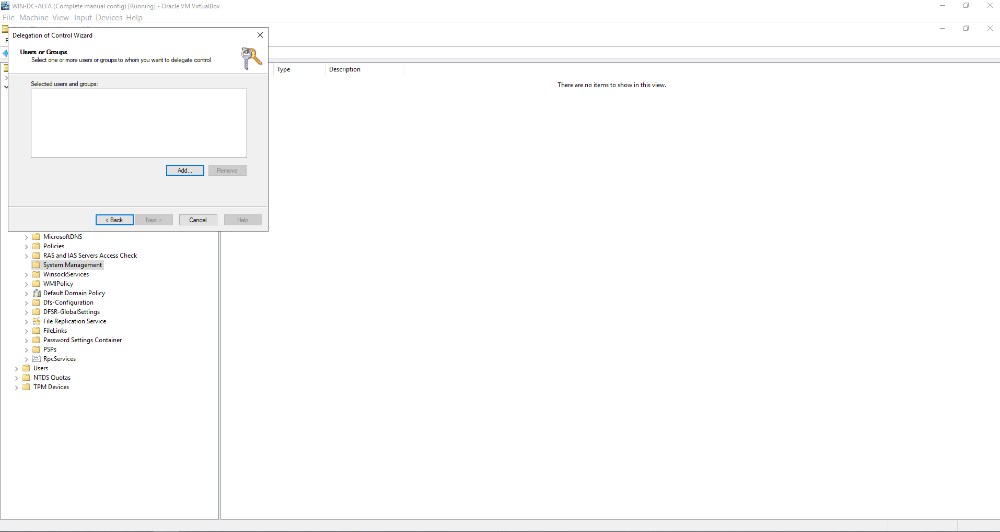 WIN-DC-ALFA (Complete manual config) [Running] - Oracle VM VirtualBox
File Machine View Input Devices Help
Delegation of Control Wizard
F
Users or Groups
Select one or more users or groups to whom you want to delegate control.
Type Description
There are no items to show in this view.
Selected users and groups:
Add... Remove
< Back Next > Cancel Help
MicrosoftDNS
Policies
RAS and IAS Servers Access Check
System Management
WinsockServices
WMIPolicy
Default Domain Policy
Dfs-Configuration
DFSR-GlobalSettings
File Replication Service
FileLinks
Password Settings Container
PSPs
RpcServices
Users
NTDS Quotas
TPM Devices